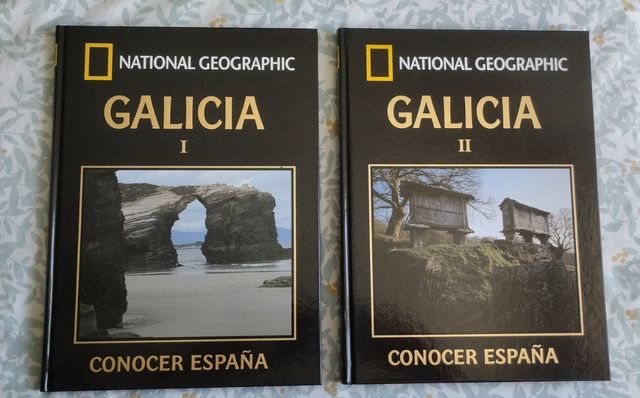 NATIONAL GEOGRAPHIC
GALICIA
I
CONOCER ESPAÑA
NATIONAL GEOGRAPHIC
GALICIA
II
CONOCER ESPAÑA